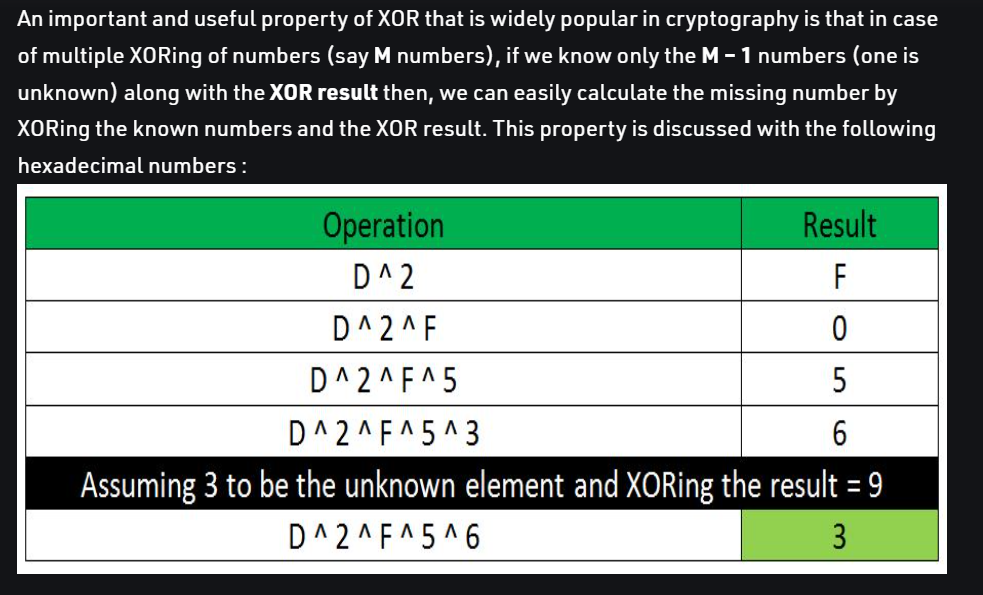 An important and useful property of XOR that is widely popular in cryptography is that in case
of multiple XORing of numbers (say M numbers), if we know only the M – 1 numbers (one is
unknown) along with the XOR result then, we can easily calculate the missing number by
XORing the known numbers and the XOR result. This property is discussed with the following
hexadecimal numbers :
Operation Result
D ^ 2 F
D ^ 2 ^ F 0
D ^ 2 ^ F ^ 5 5
D ^ 2 ^ F ^ 5 ^ 3 6
Assuming 3 to be the unknown element and XORing the result = 9
D ^ 2 ^ F ^ 5 ^ 6 3